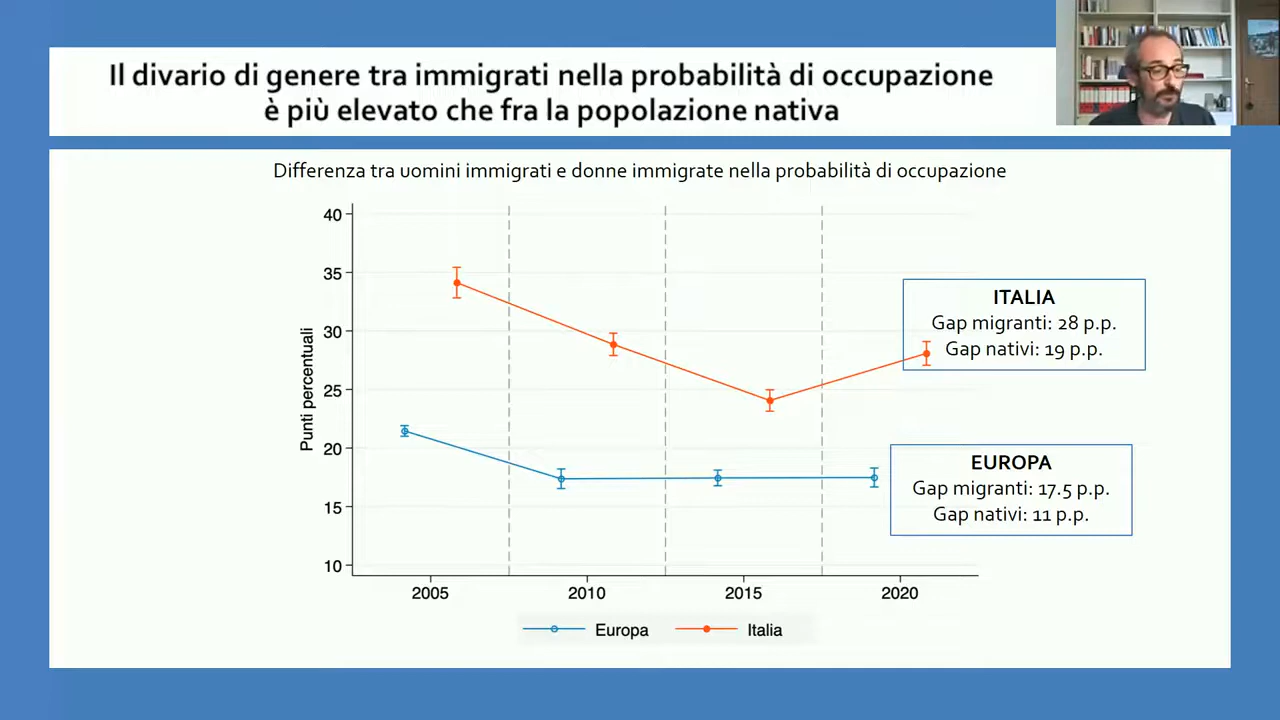 Il divario di genere tra immigrati nella probabilità di occupazione
è più elevato che fra la popolazione nativa
Differenza tra uomini immigrati e donne immigrate nella probabilità di occupazione
Punti percentuali
40
35
30
25
20
15
10
2005
2010
2015
2020
ITALIA
Gap migranti: 28 p.p.
Gap nativi: 19 p.p.
EUROPA
Gap migranti: 17.5 p.p.
Gap nativi: 11 p.p.
Europa
Italia